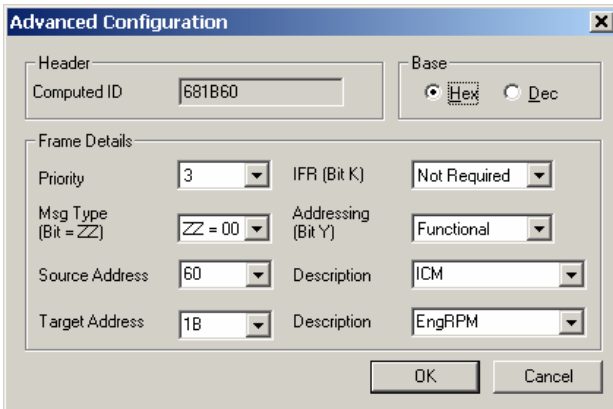 Advanced Configuration
Header
Computed ID 681B60
Base
Hex Dec
Frame Details
Priority 3 IFR (Bit K) Not Required
Msg Type
(Bit = ZZ) ZZ = 00 Addressing
(Bit Y) Functional
Source Address 60 Description ICM
Target Address 1B Description EngRPM
OK Cancel